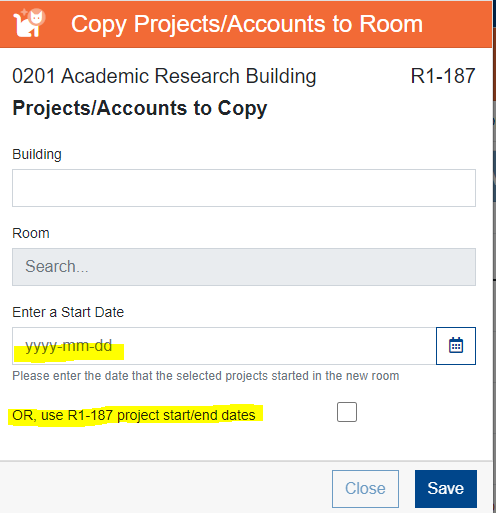 Copy Projects/Accounts to Room
0201 Academic Research Building R1-187
Projects/Accounts to Copy
Building
Room
Search...
Enter a Start Date
yyyy-mm-dd
Please enter the date that the selected projects started in the new room
OR, use R1-187 project start/end dates
Close Save